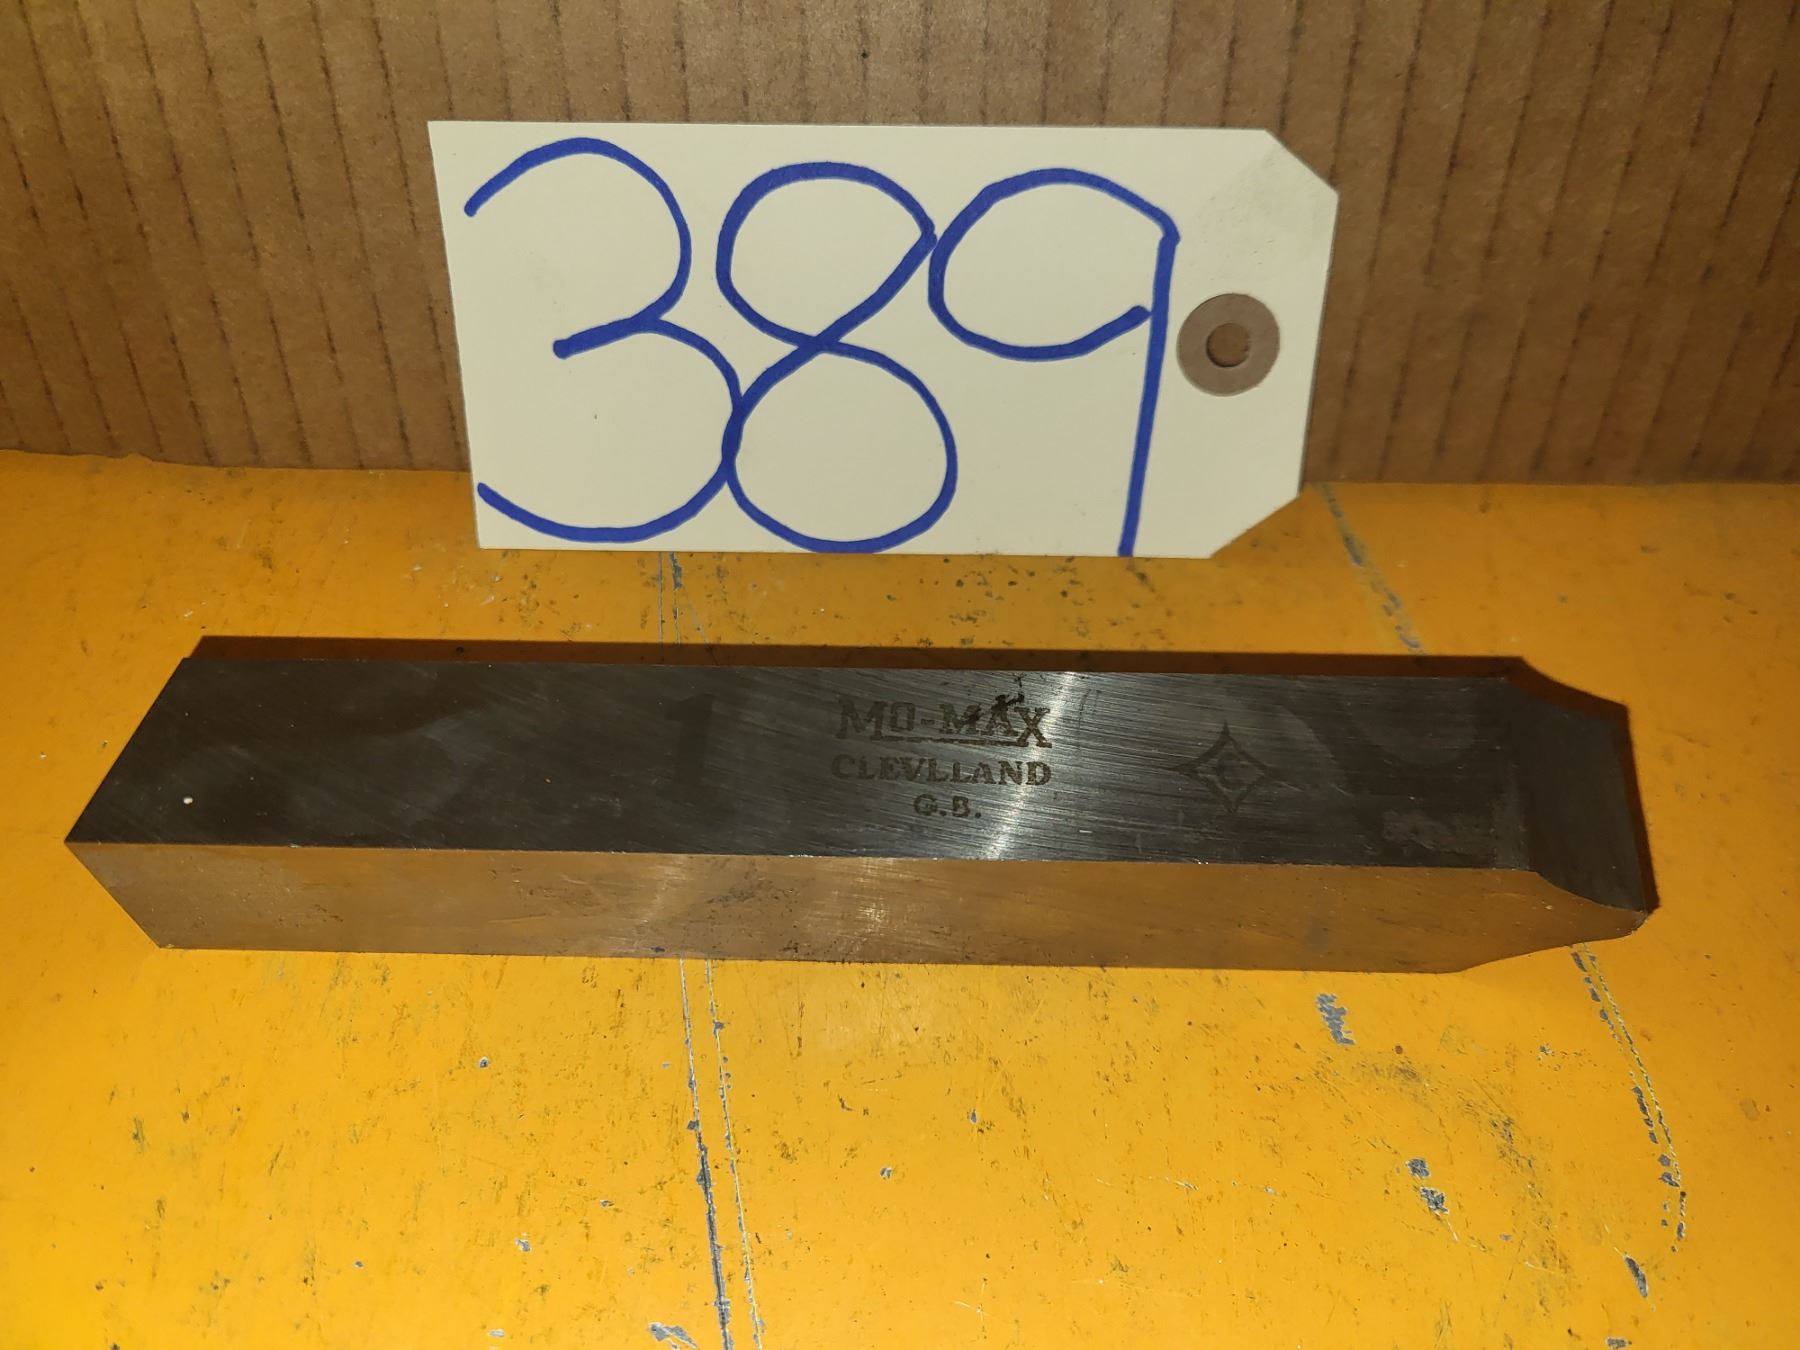 389
1
MO-MAX
CLEVLLAND
G.B.
C